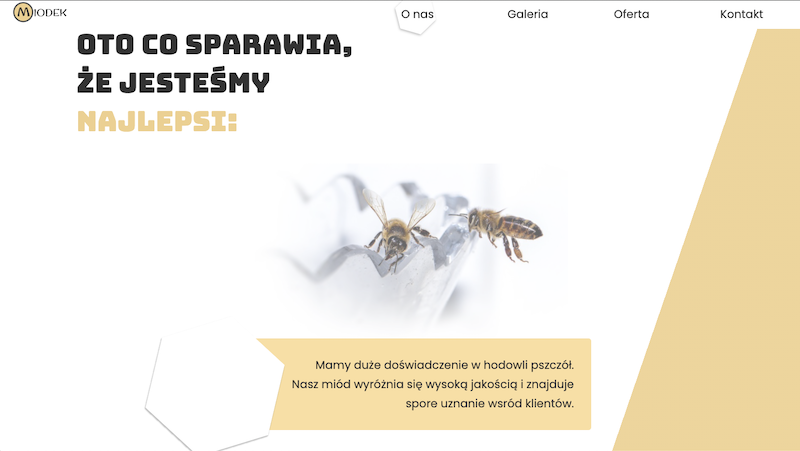 MIODEK
O nas
Galeria
Oferta
Kontakt
OTO CO SPARAWIA,
ŻE JESTEŚMY
NAJLEPSI:
Mamy duże doświadczenie w hodowli pszczół.
Nasz miód wyróżnia się wysoką jakością i znajduje
spore uznanie wsród klientów.